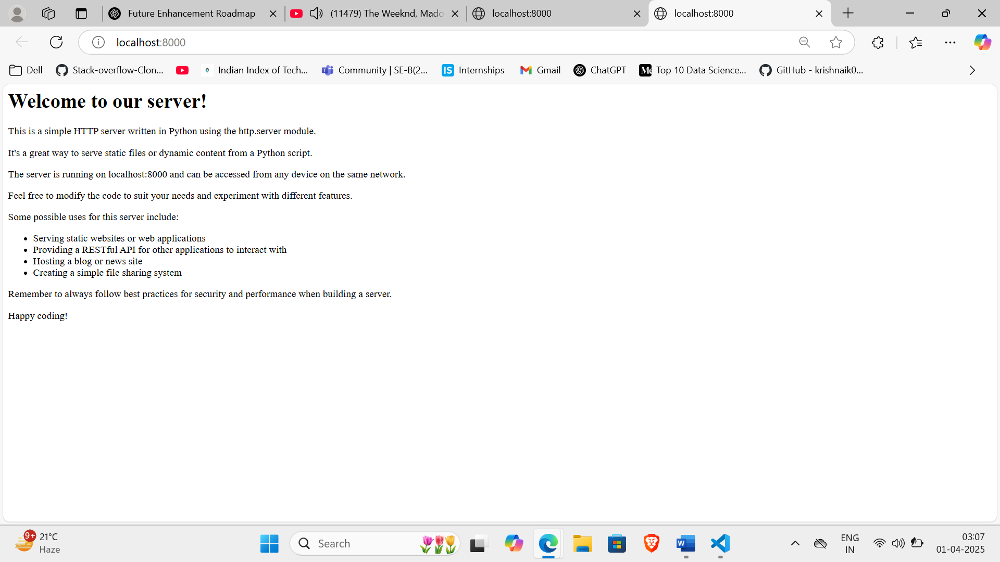 Future Enhancement Roadmap
(11479) The Weeknd, Mado
localhost:8000
localhost:8000
localhost:8000
Dell
Stack-overflow-Clon...
Indian Index of Tech...
Community | SE-B(2...
IS Internships
Gmail
ChatGPT
Top 10 Data Science...
GitHub - krishnaik0...
Welcome to our server!
This is a simple HTTP server written in Python using the http.server module.
It's a great way to serve static files or dynamic content from a Python script.
The server is running on localhost:8000 and can be accessed from any device on the same network.
Feel free to modify the code to suit your needs and experiment with different features.
Some possible uses for this server include:
• Serving static websites or web applications
• Providing a RESTful API for other applications to interact with
• Hosting a blog or news site
• Creating a simple file sharing system
Remember to always follow best practices for security and performance when building a server.
Happy coding!
9+
21°C
Haze
Search
W
ENG
IN
03:07
01-04-2025